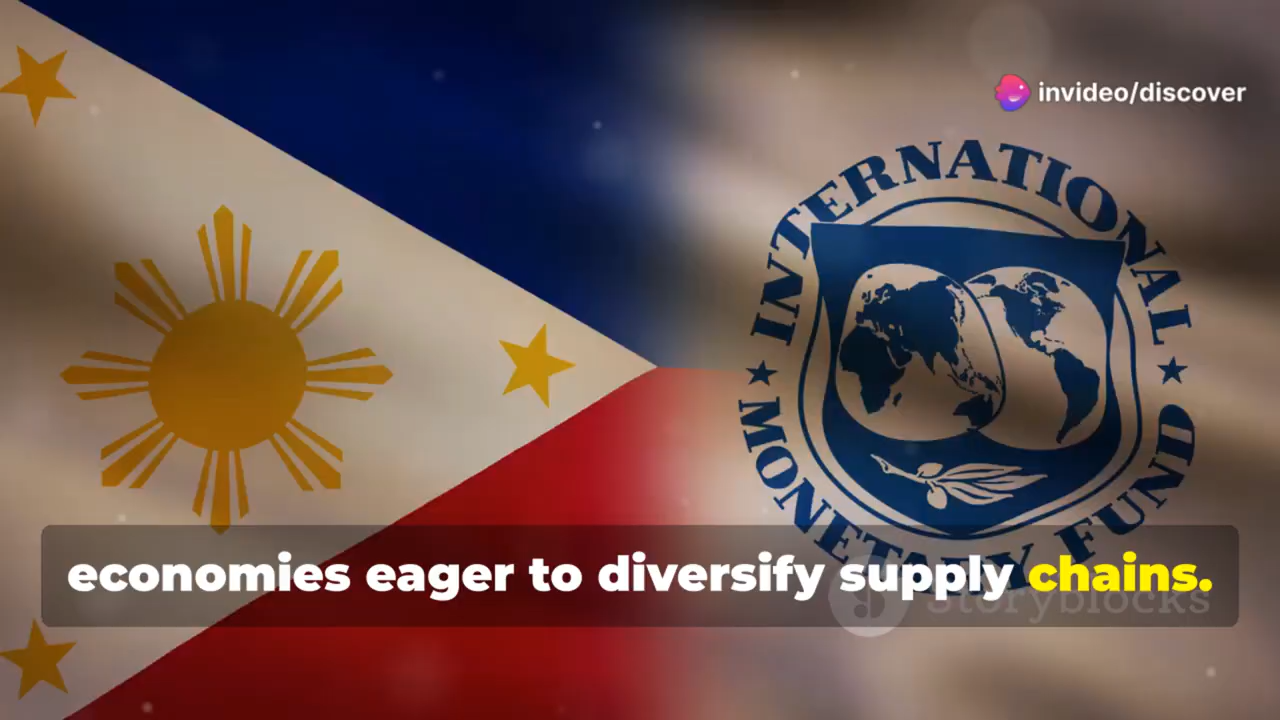 invideo/discover
INTERNATIONAL
MONETARY FUND
economies eager to diversify supply chains.
Storyblocks